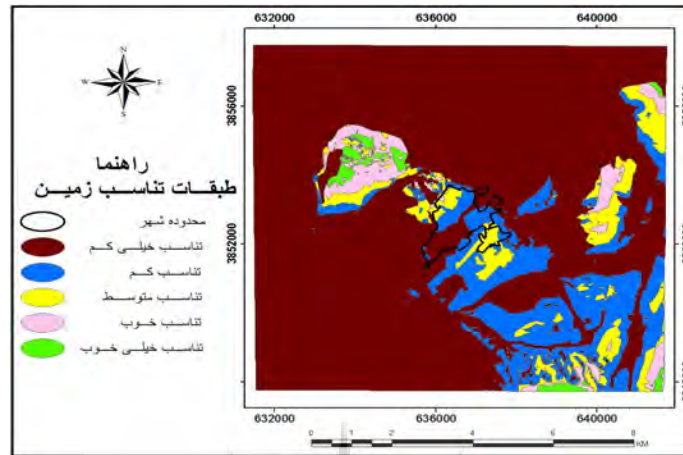 632000 636000 640000
3856000
3852000
N
W E
S
راهنما
طبقات تناسب زمین
محدوده شهر
تناسب خیلی کم
تناسب کم
تناسب متوسط
تناسب خوب
تناسب خیلی خوب
632000 636000 640000
0 1 2 4 6 8
KM